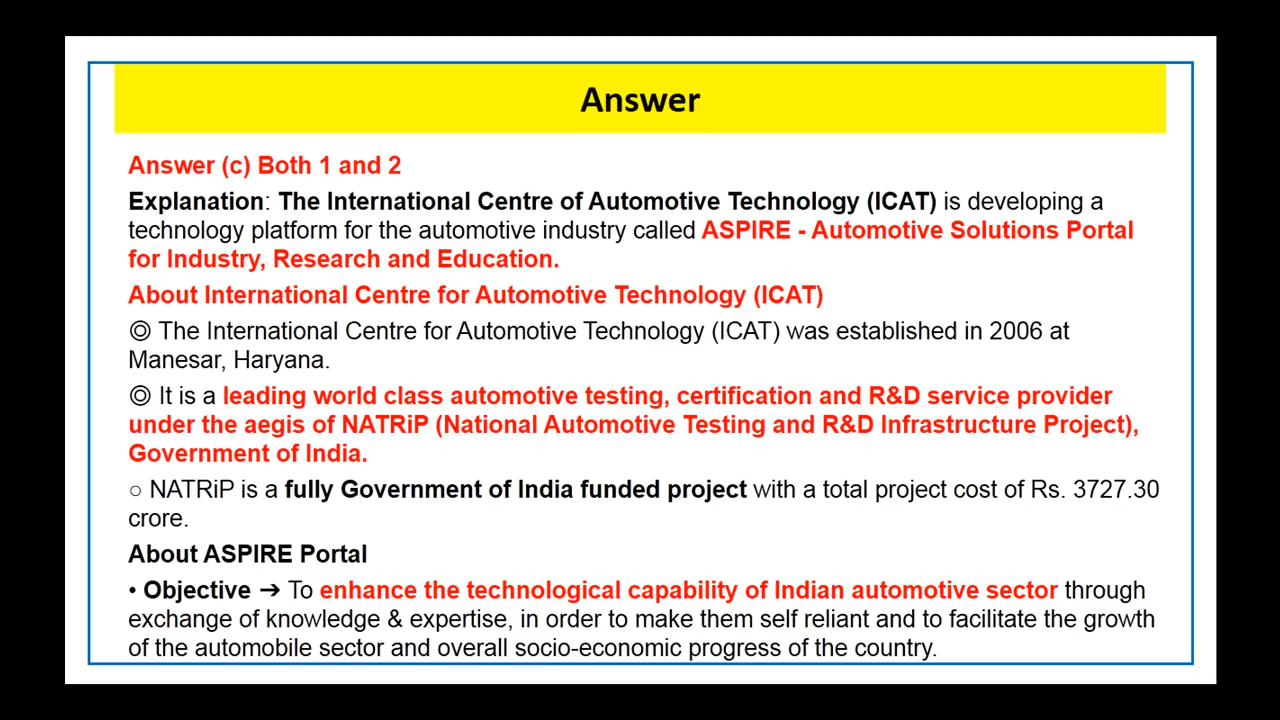 Answer
Answer (c) Both 1 and 2
Explanation: The International Centre of Automotive Technology (ICAT) is developing a
technology platform for the automotive industry called ASPIRE - Automotive Solutions Portal
for Industry, Research and Education.
About International Centre for Automotive Technology (ICAT)
◎ The International Centre for Automotive Technology (ICAT) was established in 2006 at
Manesar, Haryana.
◎ It is a leading world class automotive testing, certification and R&D service provider
under the aegis of NATRiP (National Automotive Testing and R&D Infrastructure Project),
Government of India.
○ NATRiP is a fully Government of India funded project with a total project cost of Rs. 3727.30
crore.
About ASPIRE Portal
• Objective ➔ To enhance the technological capability of Indian automotive sector through
exchange of knowledge & expertise, in order to make them self reliant and to facilitate the growth
of the automobile sector and overall socio-economic progress of the country.